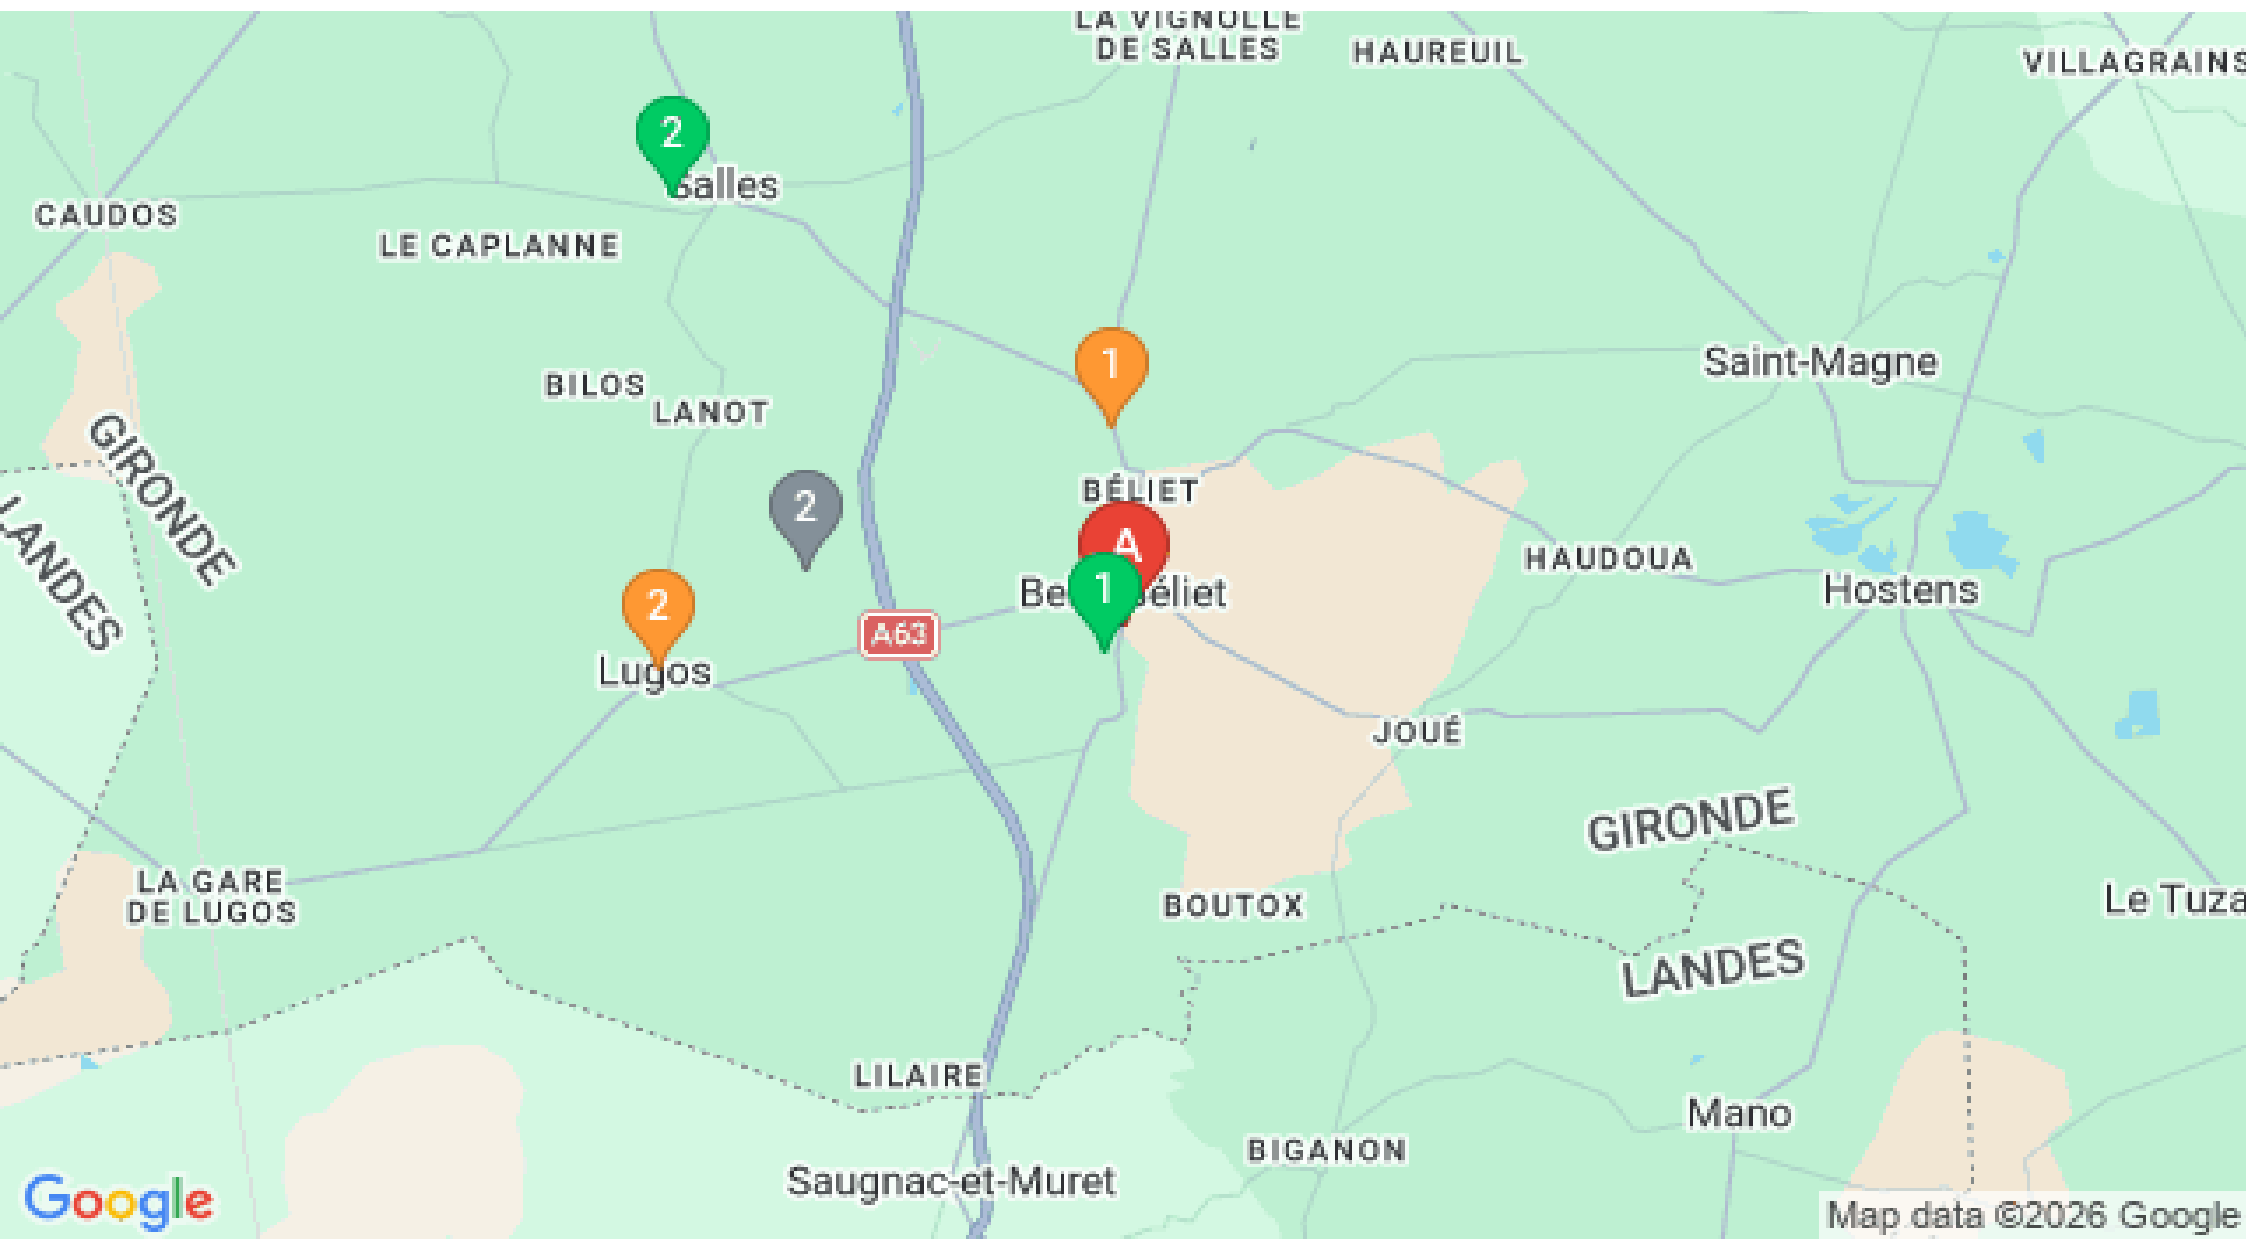 LA VIGNOLLE
DE SALLES
HAUREUIL
VILLAGRAINS
2
Salles
CAUDOS
LE CAPLANNE
1
Saint-Magne
BILOS
LANOT
GIRONDE
LANDES
BÉLIET
2
A
1
HAUDOUA
Hostens
2
A63
Lugos
JOUÉ
GIRONDE
LANDES
LA GARE
DE LUGOS
BOUTOX
Le Tuza
LILAIRE
Mano
BIGANON
Saugnac-et-Muret
Google
Map data ©2026 Google